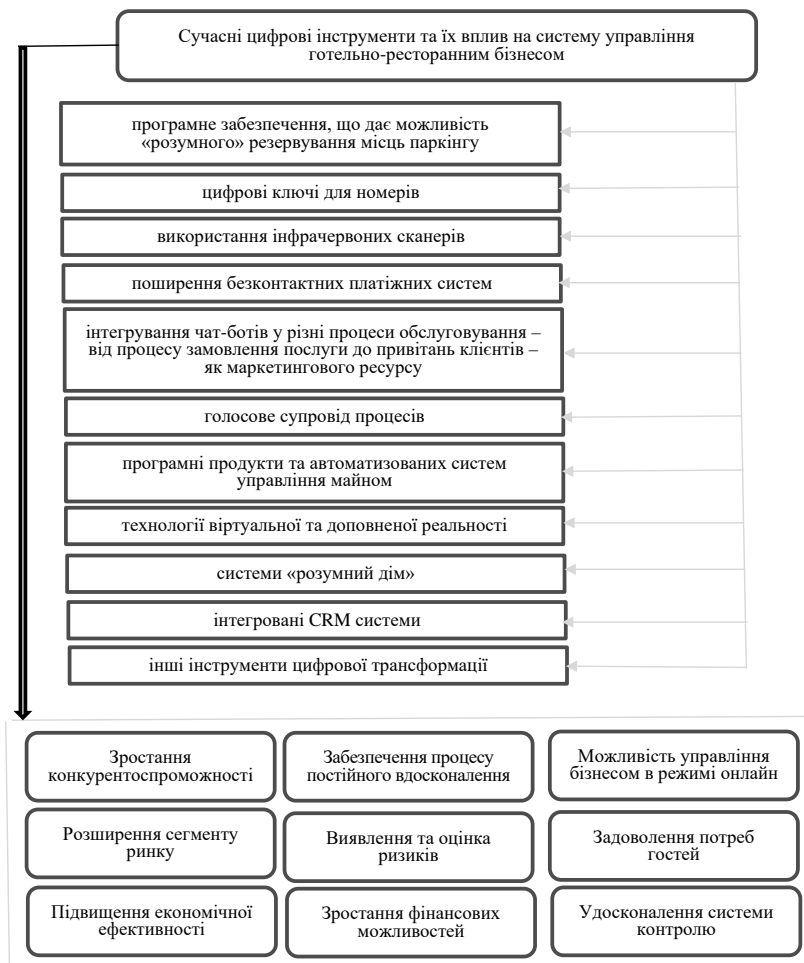 Сучасні цифрові інструменти та їх вплив на систему управління
готельно-ресторанним бізнесом
програмне забезпечення, що дає можливість
«розумного» резервування місць паркінгу
цифрові ключі для номерів
використання інфрачервоних сканерів
поширення безконтактних платіжних систем
інтегрування чат-ботів у різні процеси обслуговування –
від процесу замовлення послуги до привітань клієнтів –
як маркетингового ресурсу
голосове супровід процесів
програмні продукти та автоматизованих систем
управління майном
технології віртуальної та доповненої реальності
системи «розумний дім»
інтегровані CRM системи
інші інструменти цифрової трансформації
Зростання
конкурентоспроможності
Забезпечення процесу
постійного вдосконалення
Можливість управління
бізнесом в режимі онлайн
Розширення сегменту
ринку
Виявлення та оцінка
ризиків
Задоволення потреб
гостей
Підвищення економічної
ефективності
Зростання фінансових
можливостей
Удосконалення системи
контролю